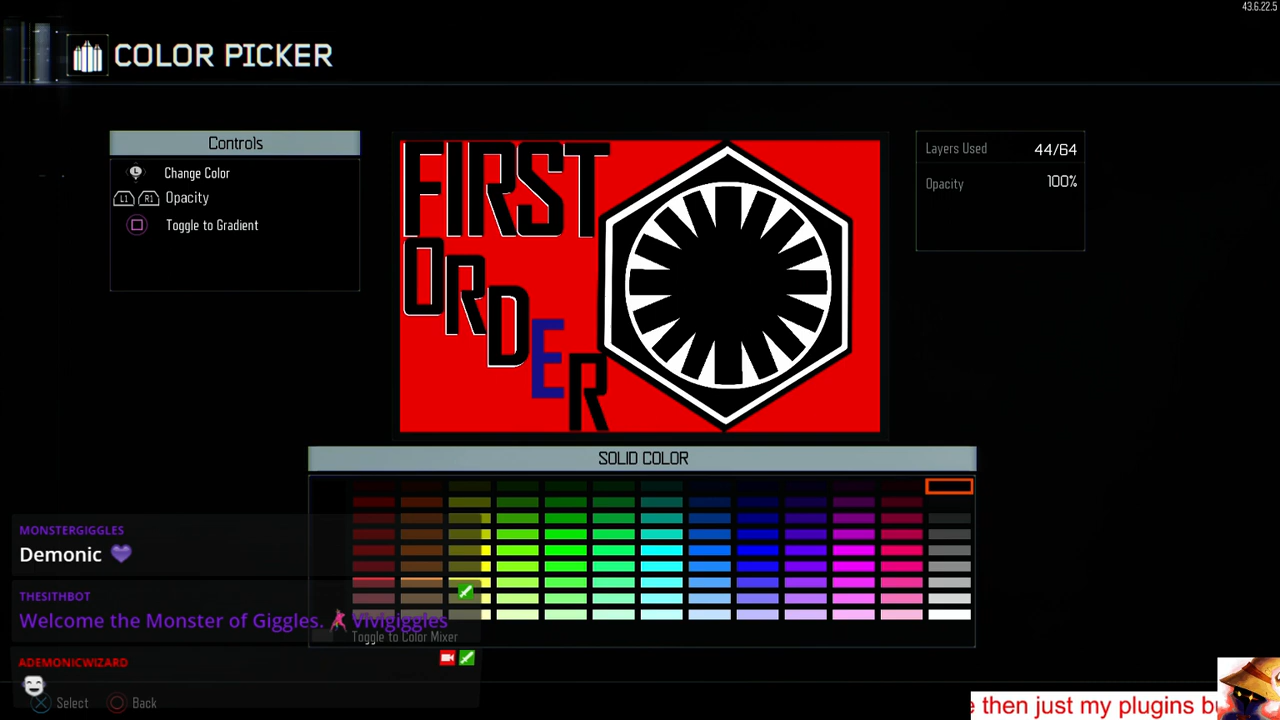 43.6.22.5
COLOR PICKER
Controls
L Change Color
L1 R1 Opacity
Toggle to Gradient
FIRST
ORDER
Layers Used 44/64
Opacity 100%
SOLID COLOR
MONSTERGIGGLES
Demonic
THESITHBOT
Welcome the Monster of Giggles. Vivigiggles
Toggle to Color Mixer
ADEMONICWIZARD
Select Back
then just my plugins